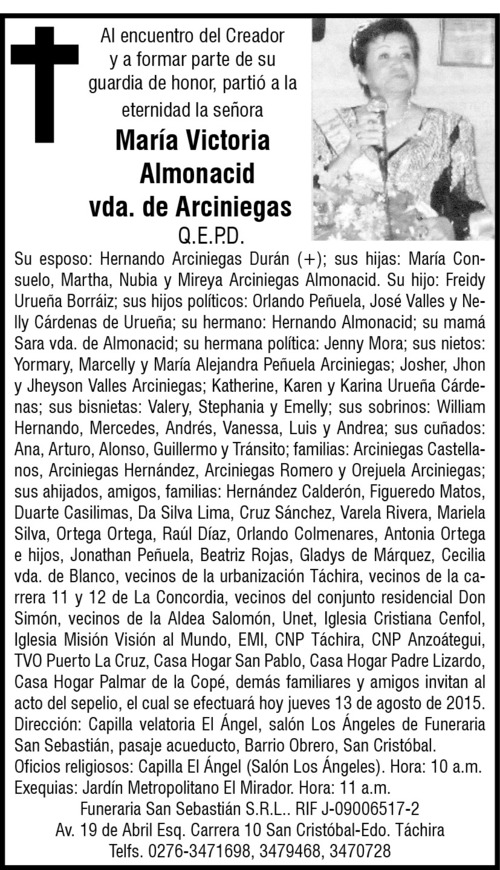 Al encuentro del Creador
y a formar parte de su
guardia de honor, partió a la
eternidad la señora
María Victoria
Almonacid
vda. de Arciniegas
Q.E.P.D.
Su esposo: Hernando Arciniegas Durán (+); sus hijas: María Con-
suelo, Martha, Nubia y Mireya Arciniegas Almonacid. Su hijo: Freidy
Urueña Borráiz; sus hijos políticos: Orlando Peñuela, José Valles y Ne-
lly Cárdenas de Urueña; su hermano: Hernando Almonacid; su mamá
Sara vda. de Almonacid; su hermana política: Jenny Mora; sus nietos:
Yormary, Marcelly y María Alejandra Peñuela Arciniegas; Josher, Jhon
y Jheyson Valles Arciniegas; Katherine, Karen y Karina Urueña Cárde-
nas; sus bisnietas: Valery, Stephania y Emelly; sus sobrinos: William
Hernando, Mercedes, Andrés, Vanessa, Luis y Andrea; sus cuñados:
Ana, Arturo, Alonso, Guillermo y Tránsito; familias: Arciniegas Castella-
nos, Arciniegas Hernández, Arciniegas Romero y Orejuela Arciniegas;
sus ahijados, amigos, familias: Hernández Calderón, Figueredo Matos,
Duarte Casilimas, Da Silva Lima, Cruz Sánchez, Varela Rivera, Mariela
Silva, Ortega Ortega, Raúl Díaz, Orlando Colmenares, Antonia Ortega
e hijos, Jonathan Peñuela, Beatriz Rojas, Gladys de Márquez, Cecilia
vda. de Blanco, vecinos de la urbanización Táchira, vecinos de la ca-
rrera 11 y 12 de La Concordia, vecinos del conjunto residencial Don
Simón, vecinos de la Aldea Salomón, Unet, Iglesia Cristiana Cenfol,
Iglesia Misión Visión al Mundo, EMI, CNP Táchira, CNP Anzoátegui,
TVO Puerto La Cruz, Casa Hogar San Pablo, Casa Hogar Padre Lizardo,
Casa Hogar Palmar de la Copé, demás familiares y amigos invitan al
acto del sepelio, el cual se efectuará hoy jueves 13 de agosto de 2015.
Dirección: Capilla velatoria El Ángel, salón Los Ángeles de Funeraria
San Sebastián, pasaje acueducto, Barrio Obrero, San Cristóbal.
Oficios religiosos: Capilla El Ángel (Salón Los Ángeles). Hora: 10 a.m.
Exequias: Jardín Metropolitano El Mirador. Hora: 11 a.m.
Funeraria San Sebastián S.R.L.. RIF J-09006517-2
Av. 19 de Abril Esq. Carrera 10 San Cristóbal-Edo. Táchira
Telfs. 0276-3471698, 3479468, 3470728